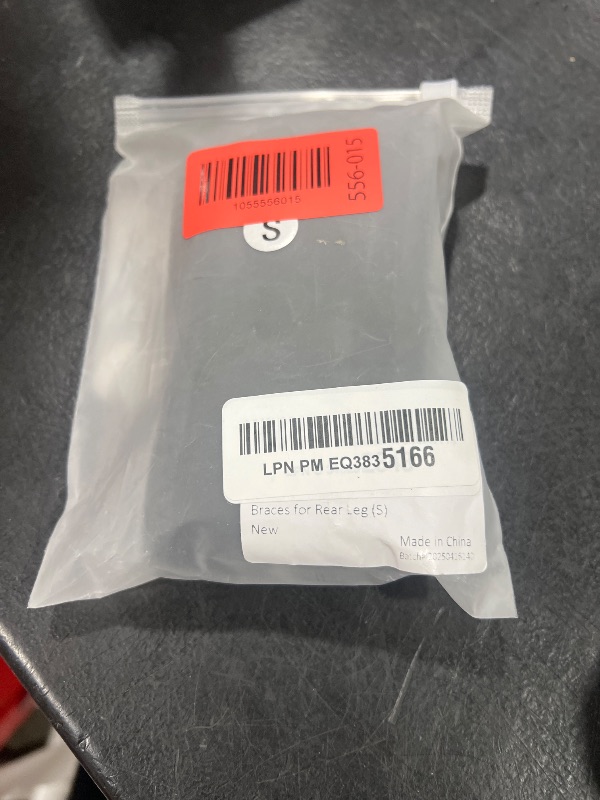 1055556015
556-015
S
LPN PM EQ3835166
Braces for Rear Leg (S)
New
Made in China